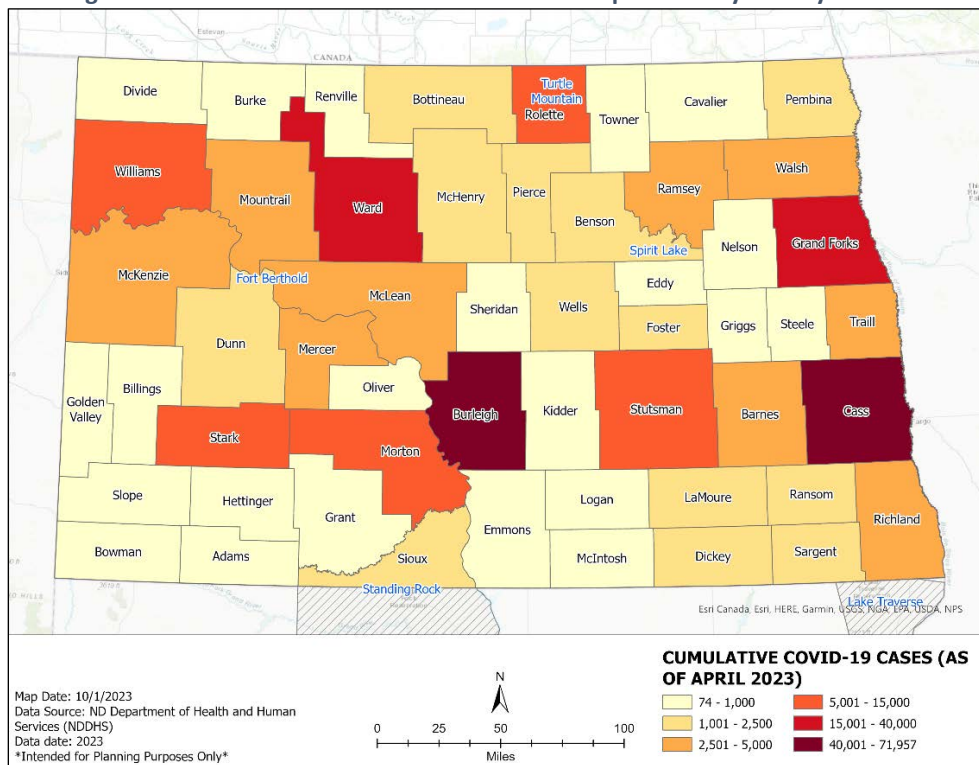 CANADA
Divide
Burke
Renville
Bottineau
Turtle
Mountain
Rolette
Towner
Cavalier
Pembina
Williams
Mountrail
Ward
McHenry
Pierce
Benson
Ramsey
Walsh
Spirit Lake
Nelson
Grand Forks
McKenzie
Fort Berthold
McLean
Sheridan
Wells
Eddy
Foster
Griggs
Steele
Traill
Dunn
Mercer
Oliver
Golden
Valley
Billings
Burleigh
Kidder
Stutsman
Barnes
Cass
Stark
Morton
Slope
Hettinger
Grant
Emmons
Logan
LaMoure
Ransom
Richland
Bowman
Adams
Sioux
McIntosh
Dickey
Sargent
Standing Rock
Lake Traverse
Esri Canada, Esri, HERE, Garmin, USGS, NGA, EPA, USDA, NPS
Map Date: 10/1/2023
Data Source: ND Department of Health and Human
Services (NDDHS)
Data date: 2023
*Intended for Planning Purposes Only*
N
0 50 100
Miles
CUMULATIVE COVID-19 CASES (AS
OF APRIL 2023)
74 - 1,000
1,001 - 2,500
2,501 - 5,000
5,001 - 15,000
15,001 - 40,000
40,001 - 71,957